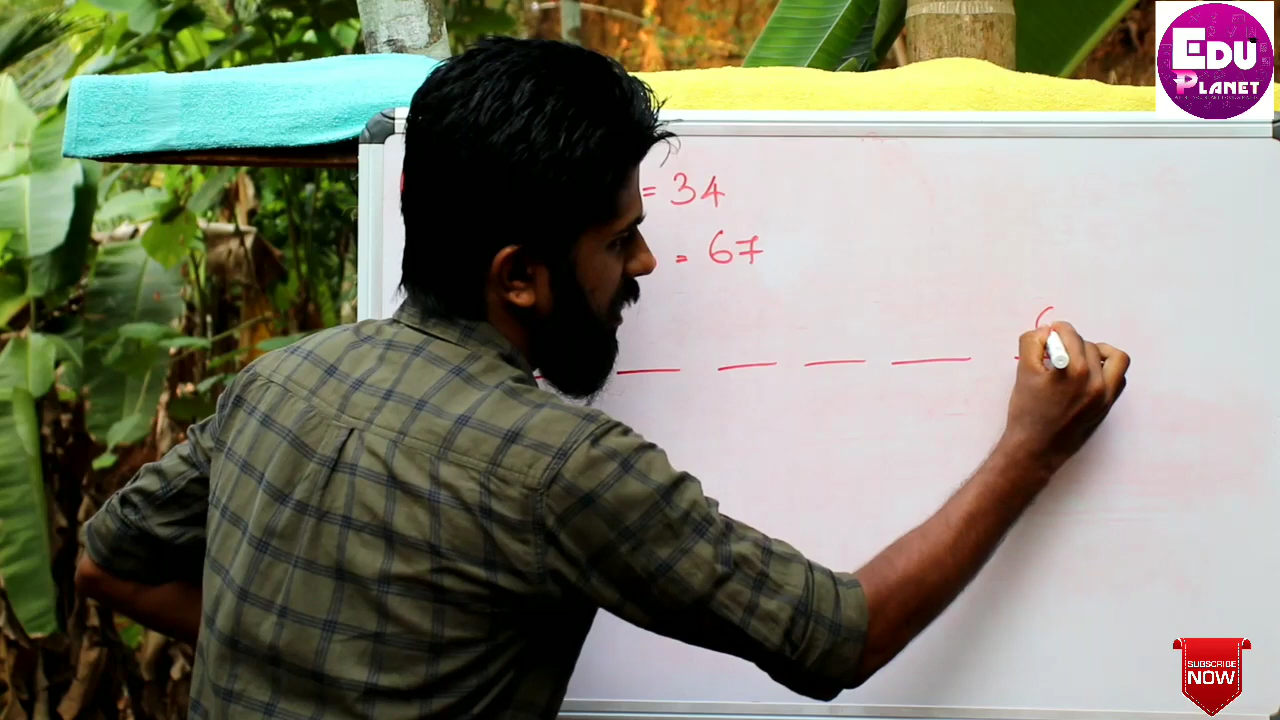 EDU
PLANET
= 34
= 67
SUBSCRIBE
NOW